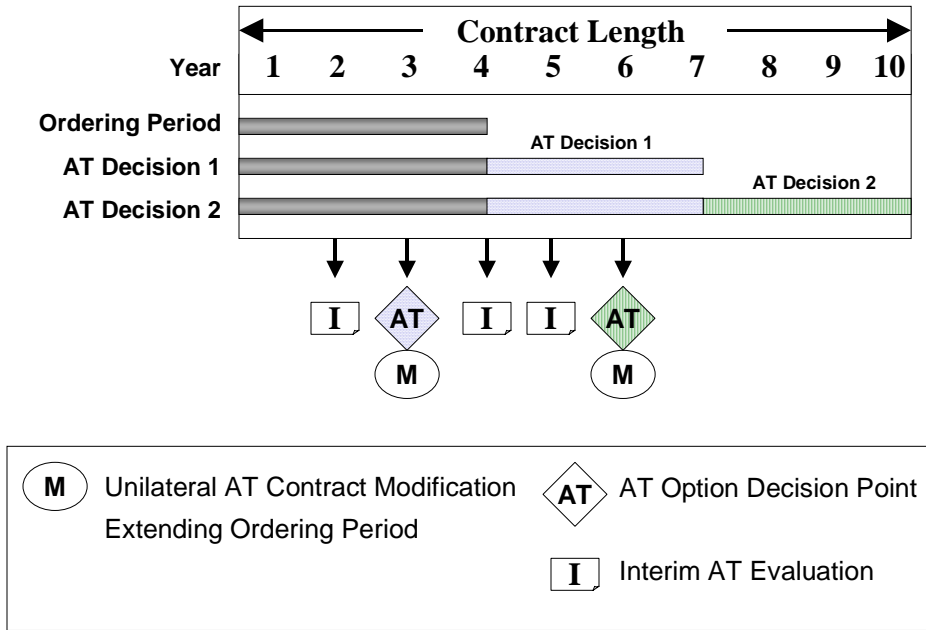 Contract Length
Year 1 2 3 4 5 6 7 8 9 10
Ordering Period
AT Decision 1
AT Decision 1
AT Decision 2
AT Decision 2
I AT I I AT
M M
M Unilateral AT Contract Modification
Extending Ordering Period
AT AT Option Decision Point
I Interim AT Evaluation